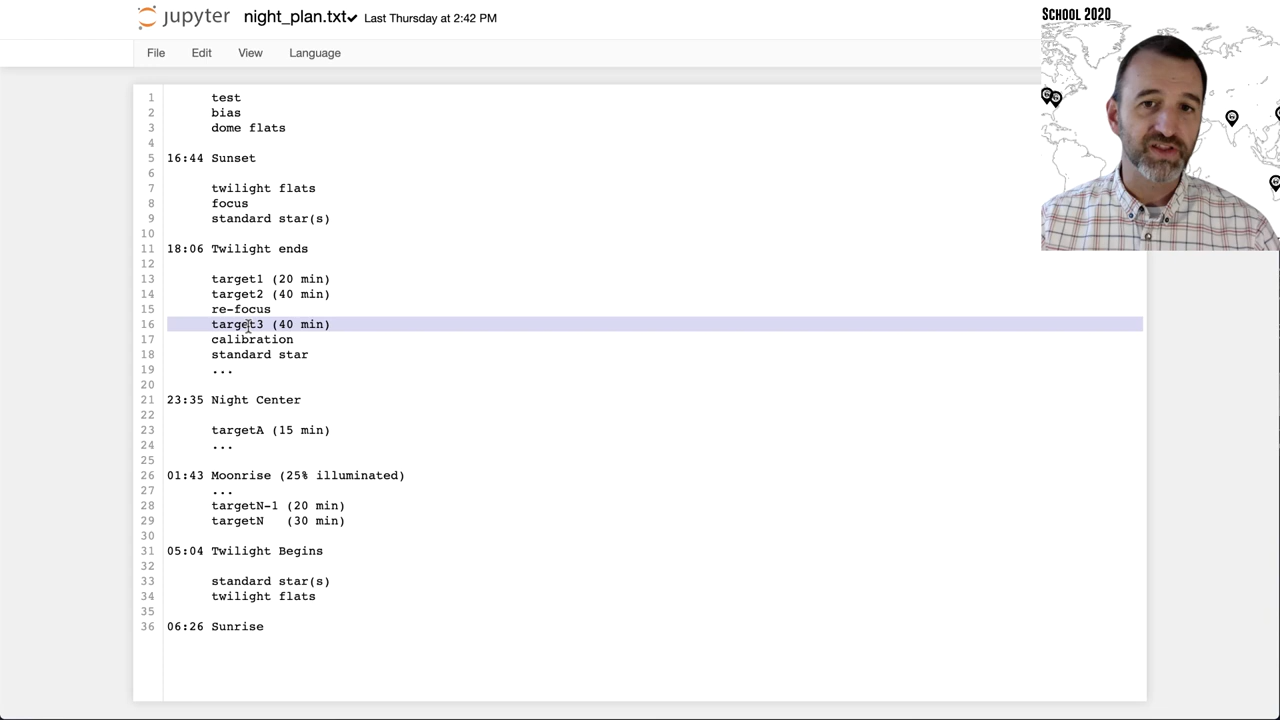 jupyter night_plan.txt✔ Last Thursday at 2:42 PM
SCHOOL 2020
File Edit View Language
1 test
2 bias
3 dome flats
4
5 16:44 Sunset
6
7 twilight flats
8 focus
9 standard star(s)
10
11 18:06 Twilight ends
12
13 target1 (20 min)
14 target2 (40 min)
15 re-focus
16 target3 (40 min)
17 calibration
18 standard star
19 ...
20
21 23:35 Night Center
22
23 targetA (15 min)
24 ...
25
26 01:43 Moonrise (25% illuminated)
27 ...
28 targetN-1 (20 min)
29 targetN (30 min)
30
31 05:04 Twilight Begins
32
33 standard star(s)
34 twilight flats
35
36 06:26 Sunrise